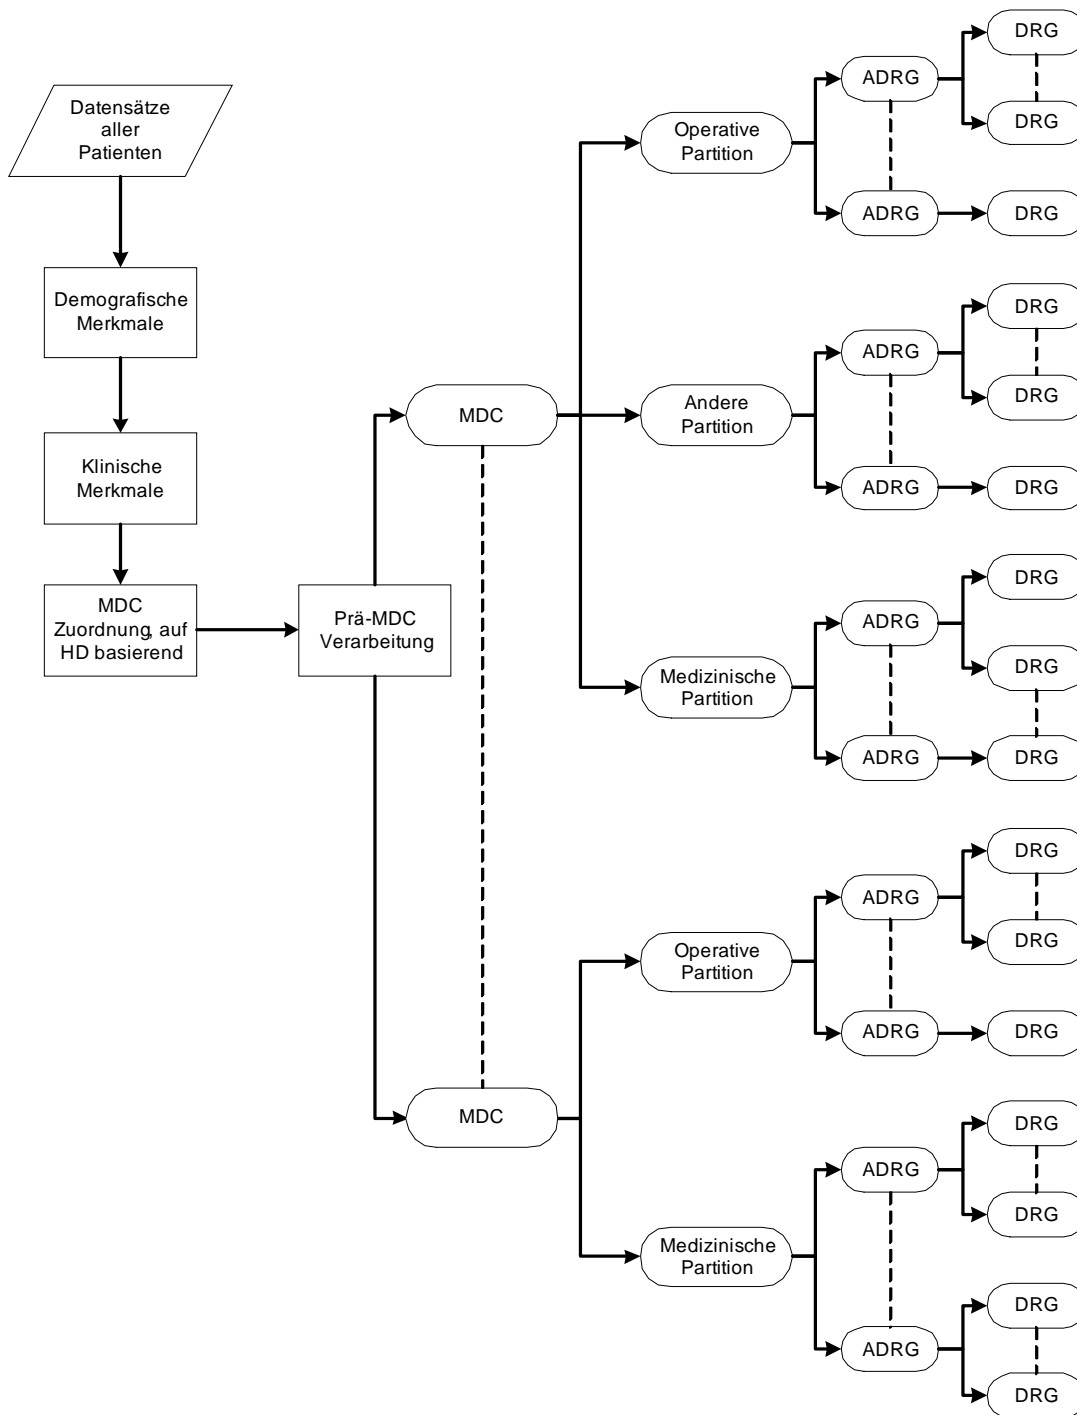 Datensätze
aller
Patienten
Demografische
Merkmale
Klinische
Merkmale
MDC
Zuordnung, auf
HD basierend
Prä-MDC
Verarbeitung
MDC
MDC
Operative
Partition
ADRG
DRG
DRG
ADRG
DRG
Andere
Partition
ADRG
DRG
DRG
ADRG
DRG
Medizinische
Partition
ADRG
DRG
DRG
ADRG
DRG
Operative
Partition
ADRG
DRG
DRG
ADRG
DRG
Medizinische
Partition
ADRG
DRG
DRG
ADRG
DRG
DRG